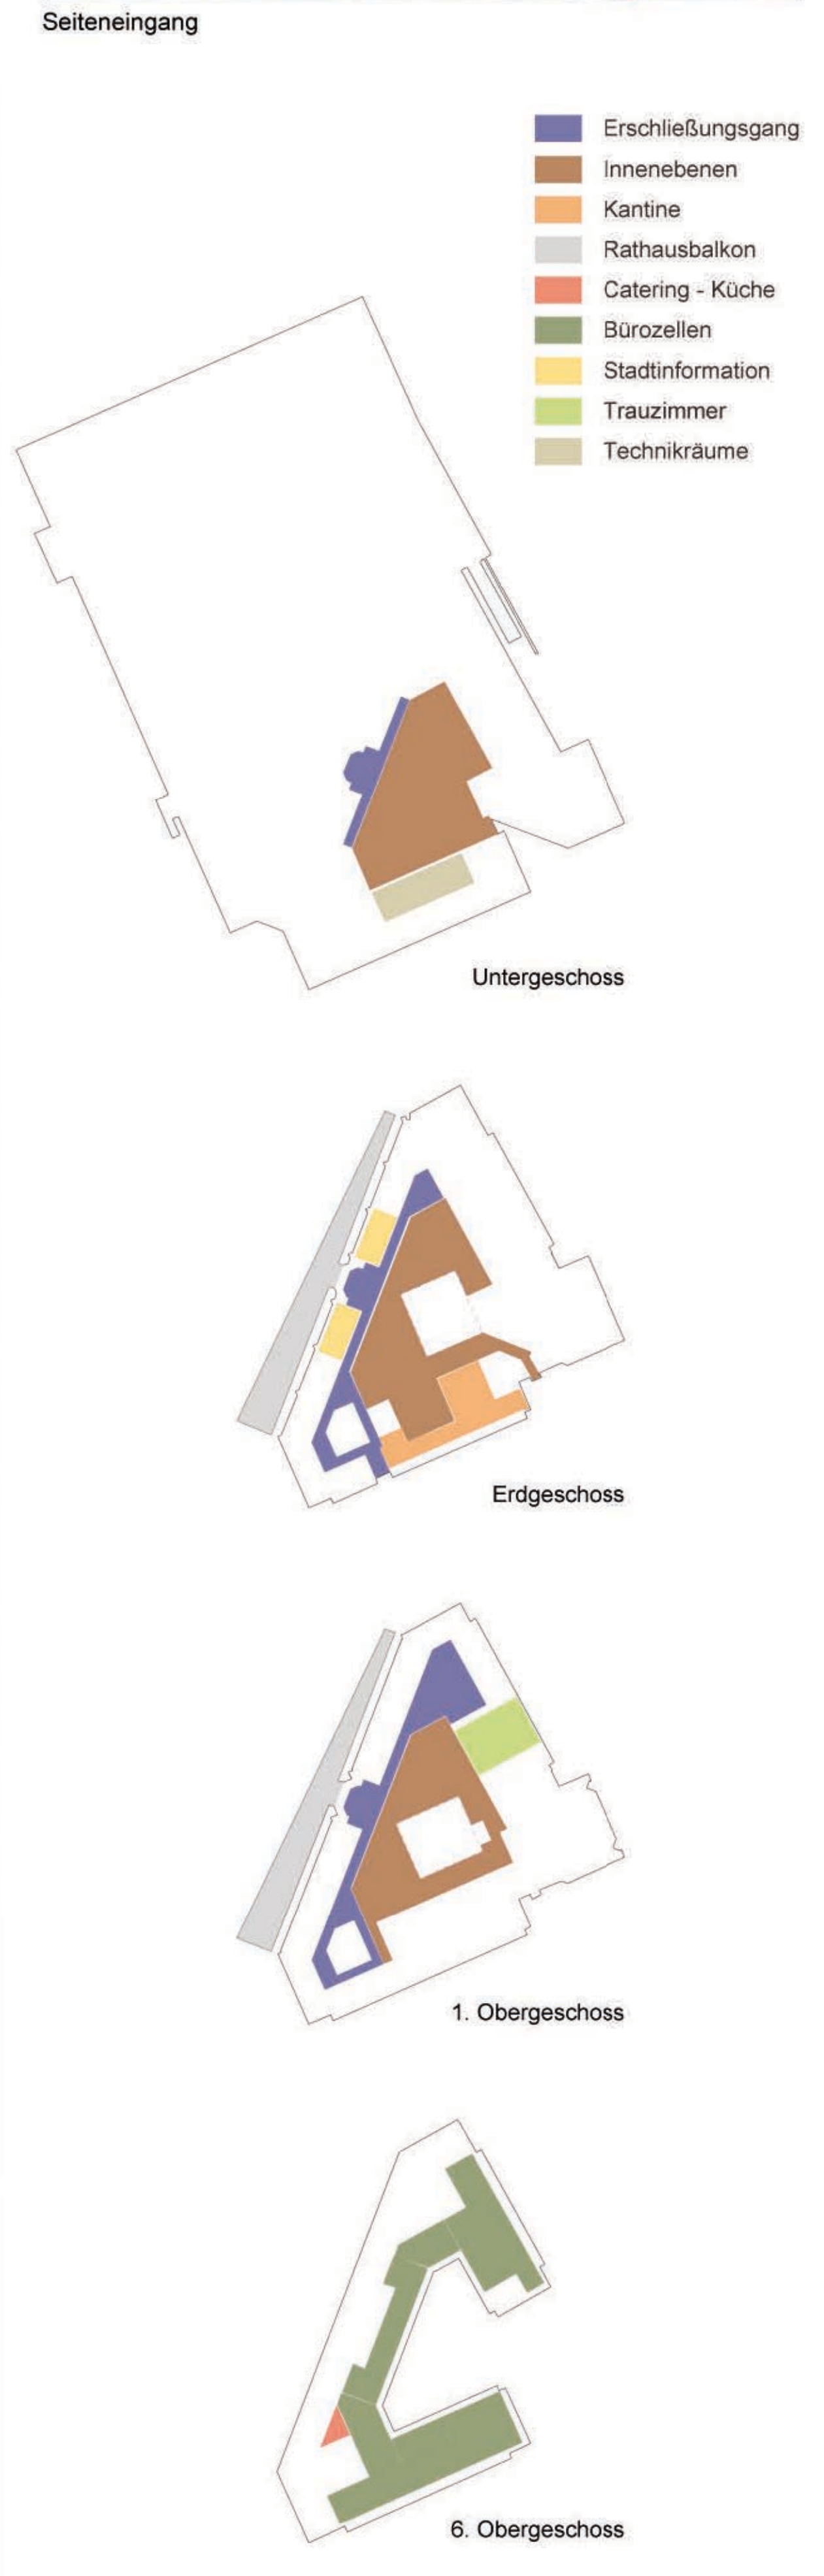 Seiteneingang
Erschließungsgang
Innenebenen
Kantine
Rathausbalkon
Catering - Küche
Bürozellen
Stadtinformation
Trauzimmer
Technikräume
Untergeschoss
Erdgeschoss
1. Obergeschoss
6. Obergeschoss